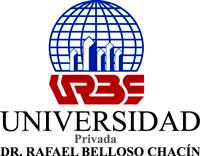 URBE
UNIVERSIDAD
Privada
DR. RAFAEL BELLOSO CHACÍN